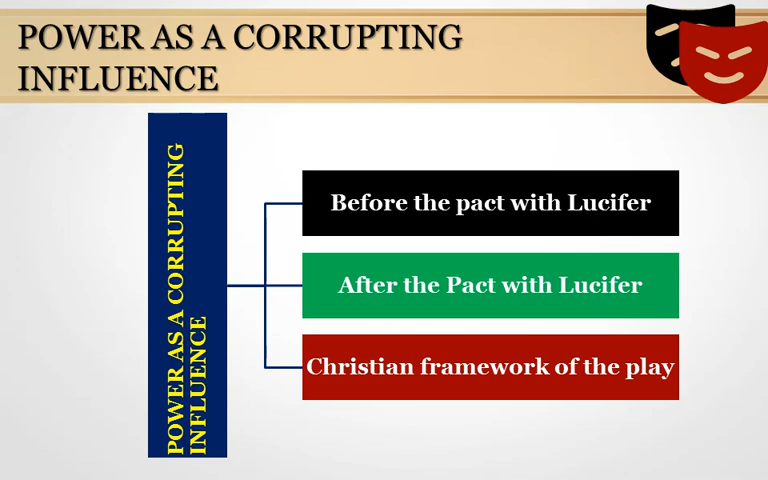 POWER AS A CORRUPTING
INFLUENCE
POWER AS A CORRUPTING
INFLUENCE
Before the pact with Lucifer
After the Pact with Lucifer
Christian framework of the play